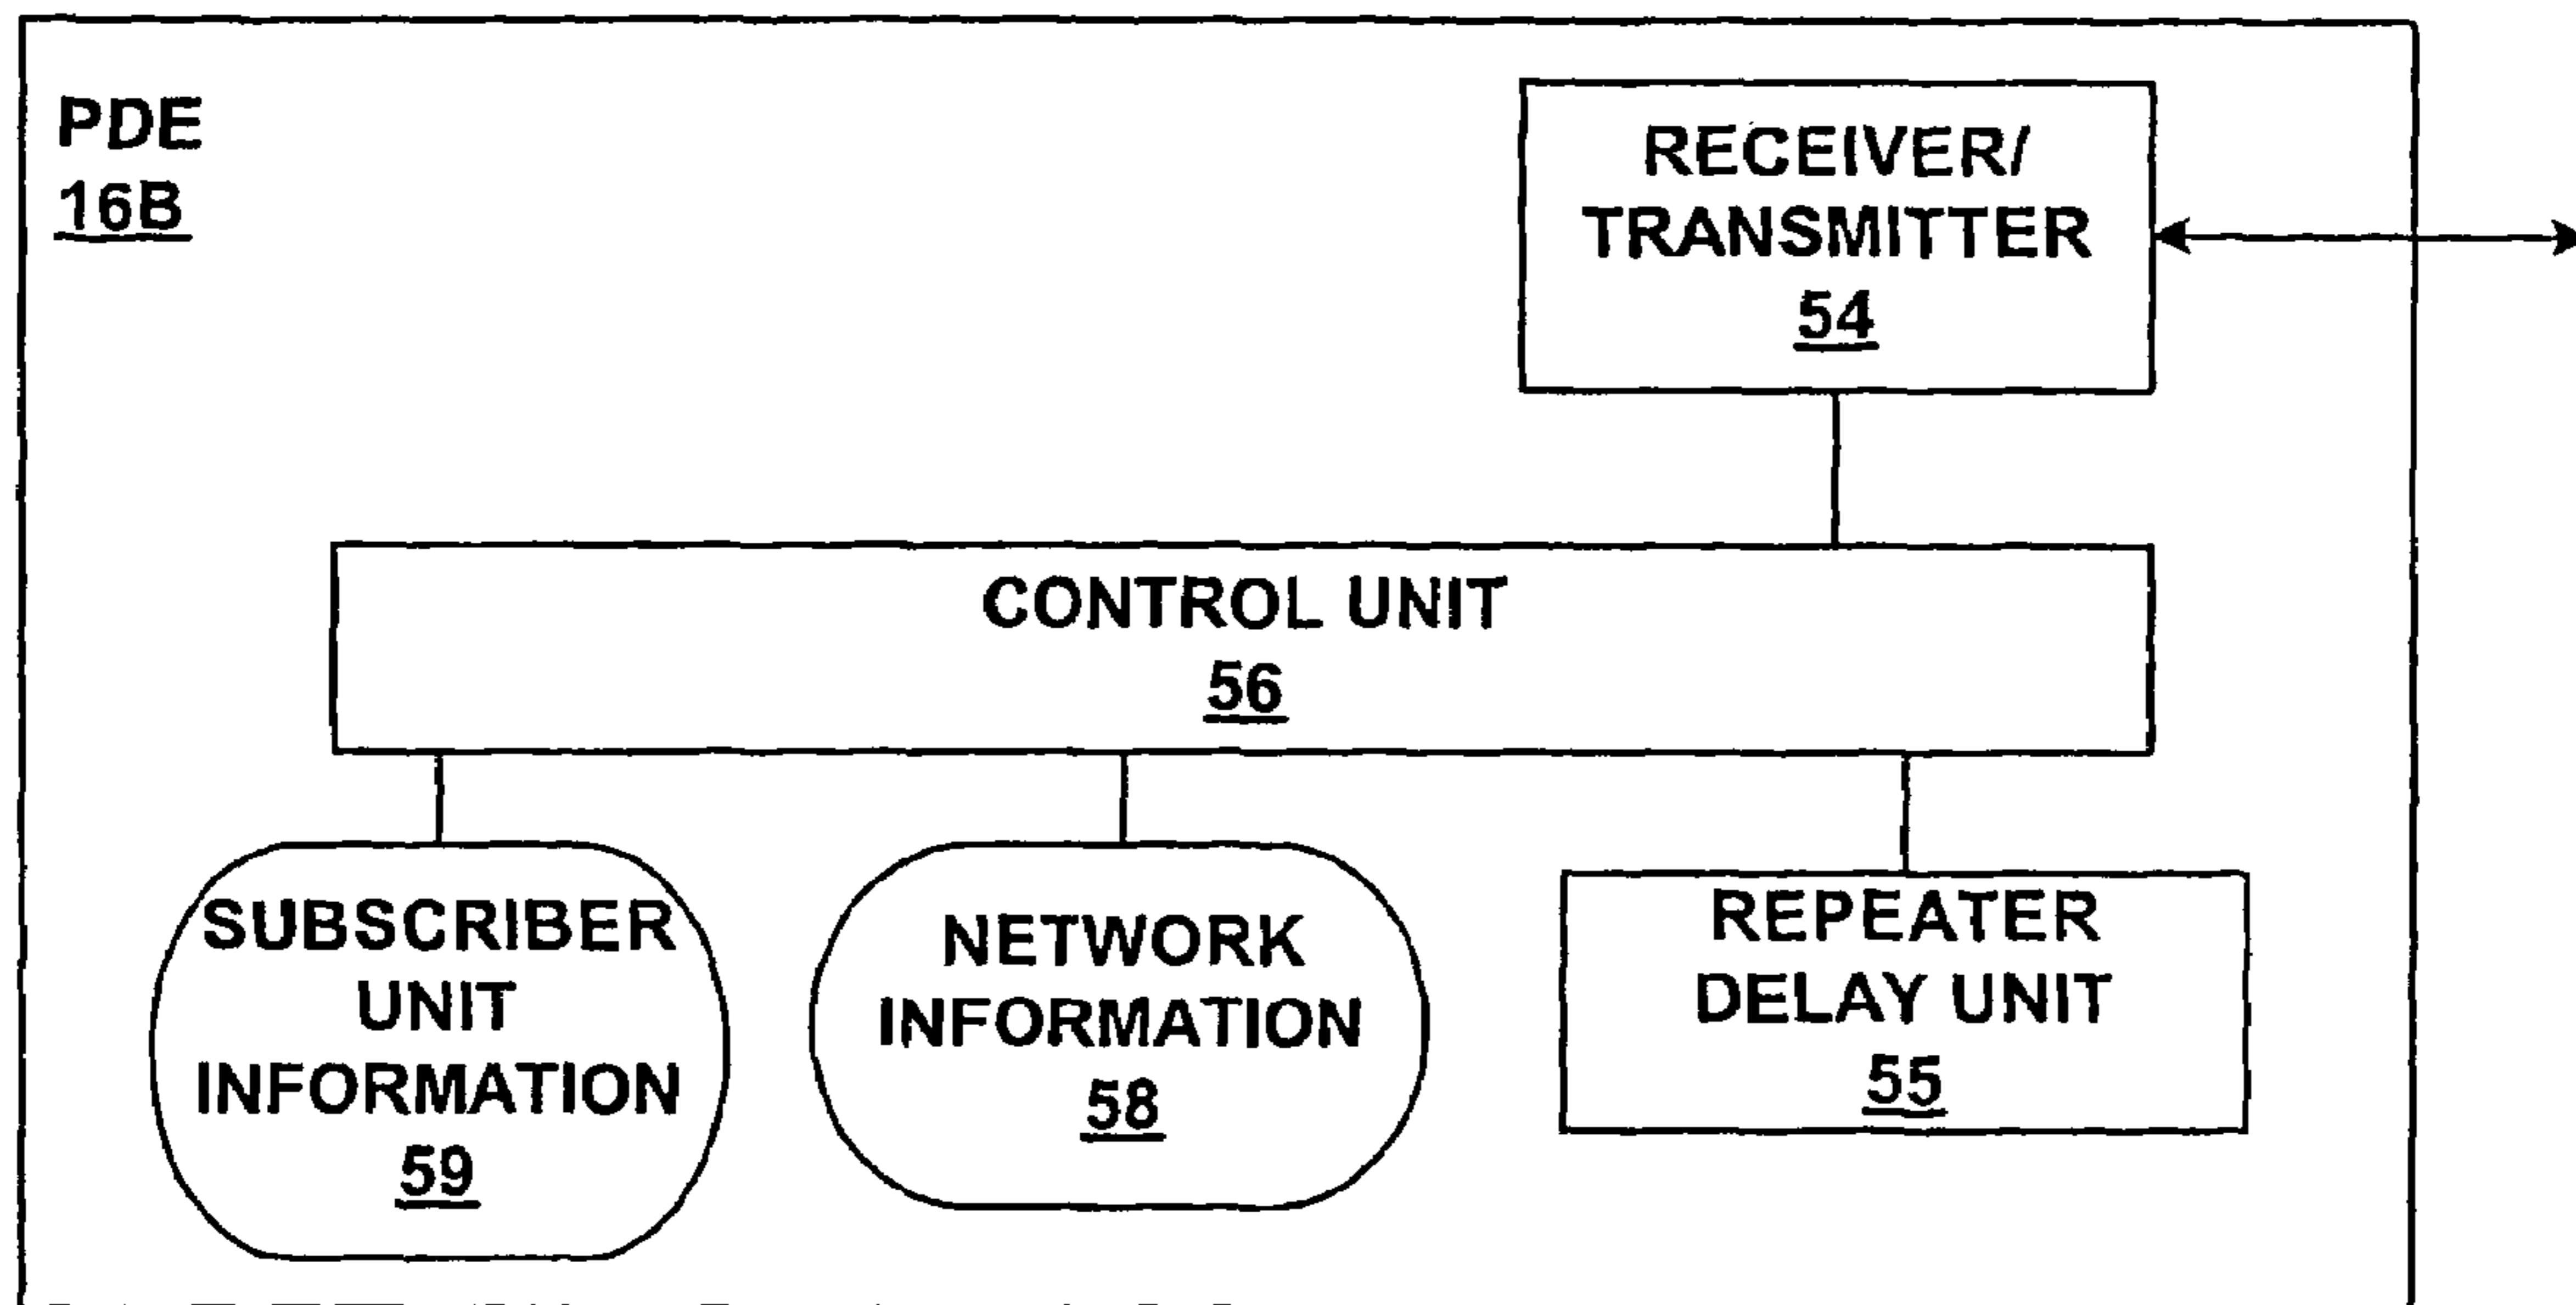 PDE
16B
RECEIVER/
TRANSMITTER
54
CONTROL UNIT
56
SUBSCRIBER
UNIT
INFORMATION
59
NETWORK
INFORMATION
58
REPEATER
DELAY UNIT
55